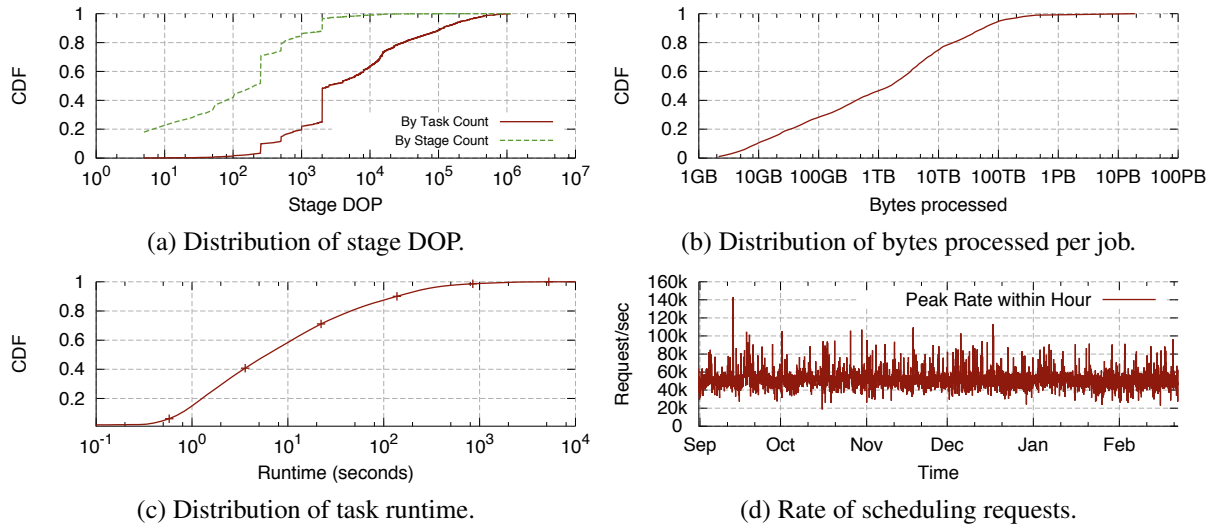 1
0.8
0.6
0.4
0.2
0
CDF
10^0 10^1 10^2 10^3 10^4 10^5 10^6 10^7
Stage DOP
By Task Count
By Stage Count
(a) Distribution of stage DOP.
1
0.8
0.6
0.4
0.2
0
CDF
1GB 10GB 100GB 1TB 10TB 100TB 1PB 10PB 100PB
Bytes processed
(b) Distribution of bytes processed per job.
1
0.8
0.6
0.4
0.2
CDF
10^-1 10^0 10^1 10^2 10^3 10^4
Runtime (seconds)
(c) Distribution of task runtime.
160k
140k
120k
100k
80k
60k
40k
20k
0
Request/sec
Peak Rate within Hour
Sep Oct Nov Dec Jan Feb
Time
(d) Rate of scheduling requests.